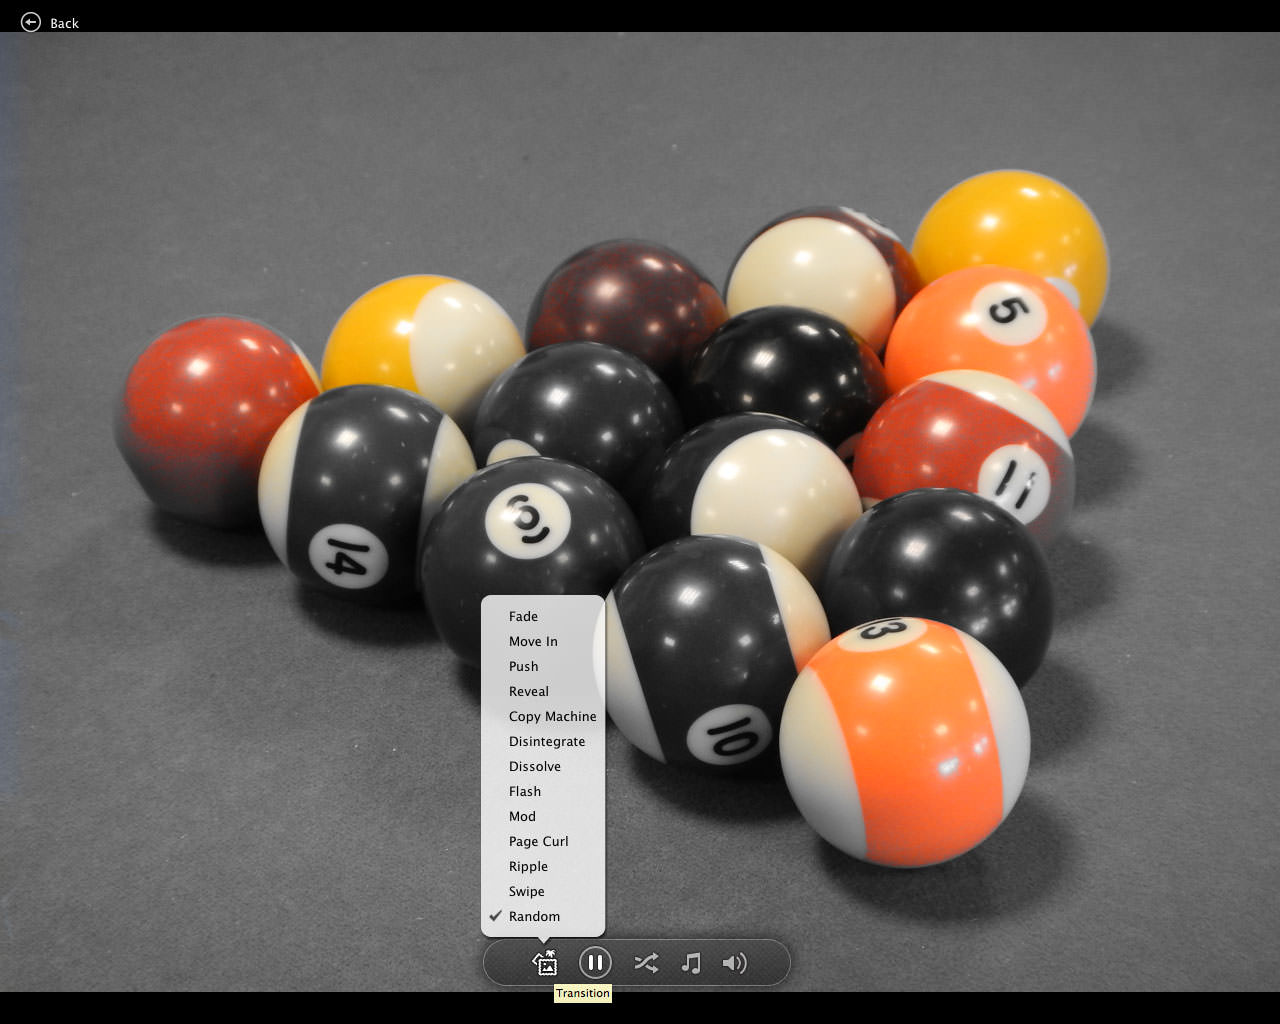 Back
5
11
14
6
13
10
Fade
Move In
Push
Reveal
Copy Machine
Disintegrate
Dissolve
Flash
Mod
Page Curl
Ripple
Swipe
Random
Transition